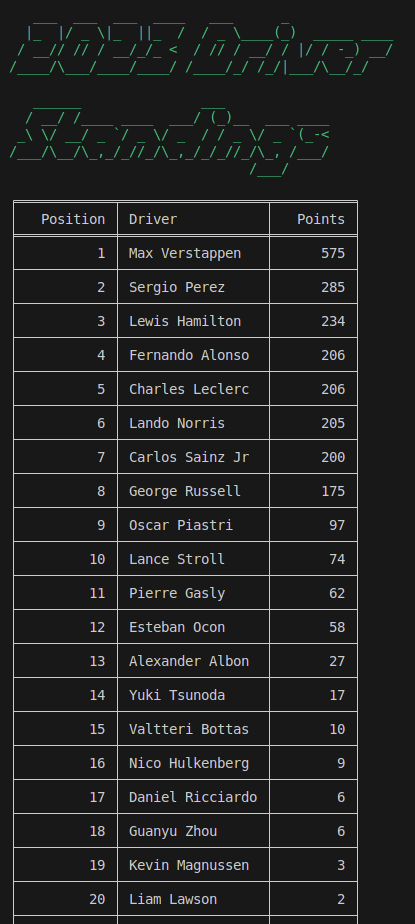 2023 Driver
Standings
Position Driver Points
1 Max Verstappen 575
2 Sergio Perez 285
3 Lewis Hamilton 234
4 Fernando Alonso 206
5 Charles Leclerc 206
6 Lando Norris 205
7 Carlos Sainz Jr 200
8 George Russell 175
9 Oscar Piastri 97
10 Lance Stroll 74
11 Pierre Gasly 62
12 Esteban Ocon 58
13 Alexander Albon 27
14 Yuki Tsunoda 17
15 Valtteri Bottas 10
16 Nico Hulkenberg 9
17 Daniel Ricciardo 6
18 Guanyu Zhou 6
19 Kevin Magnussen 3
20 Liam Lawson 2